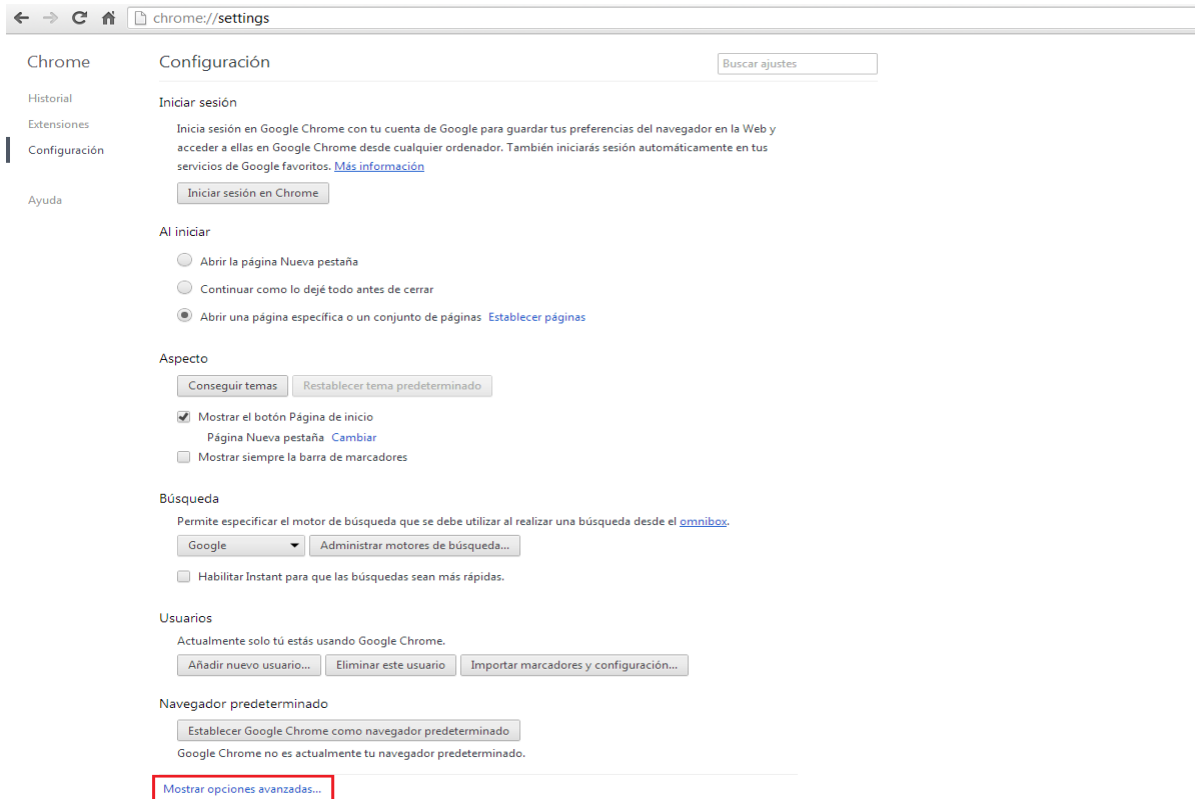 chrome://settings
Chrome
Historial
Extensiones
Configuración
Ayuda
Configuración
Buscar ajustes
Iniciar sesión
Inicia sesión en Google Chrome con tu cuenta de Google para guardar tus preferencias del navegador en la Web y
acceder a ellas en Google Chrome desde cualquier ordenador. También iniciarás sesión automáticamente en tus
servicios de Google favoritos. Más información
Iniciar sesión en Chrome
Al iniciar
Abrir la página Nueva pestaña
Continuar como lo dejé todo antes de cerrar
Abrir una página específica o un conjunto de páginas Establecer páginas
Aspecto
Conseguir temas Restablecer tema predeterminado
Mostrar el botón Página de inicio
Página Nueva pestaña Cambiar
Mostrar siempre la barra de marcadores
Búsqueda
Permite especificar el motor de búsqueda que se debe utilizar al realizar una búsqueda desde el omnibox.
Google Administrar motores de búsqueda...
Habilitar Instant para que las búsquedas sean más rápidas.
Usuarios
Actualmente solo tú estás usando Google Chrome.
Añadir nuevo usuario... Eliminar este usuario Importar marcadores y configuración...
Navegador predeterminado
Establecer Google Chrome como navegador predeterminado
Google Chrome no es actualmente tu navegador predeterminado.
Mostrar opciones avanzadas...